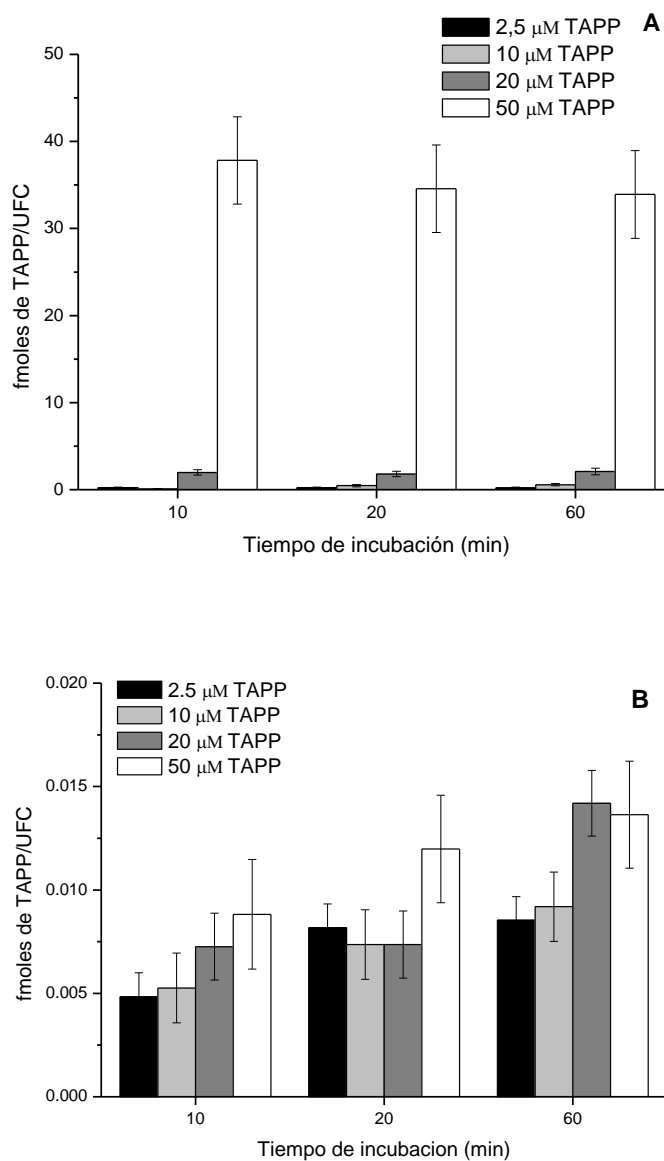 A
2,5 μM TAPP
10 μM TAPP
20 μM TAPP
50 μM TAPP
50
40
30
20
10
0
fmoles de TAPP/UFC
10 20 60
Tiempo de incubación (min)
B
2.5 μM TAPP
10 μM TAPP
20 μM TAPP
50 μM TAPP
0.020
0.015
0.010
0.005
0.000
fmoles de TAPP/UFC
10 20 60
Tiempo de incubacion (min)